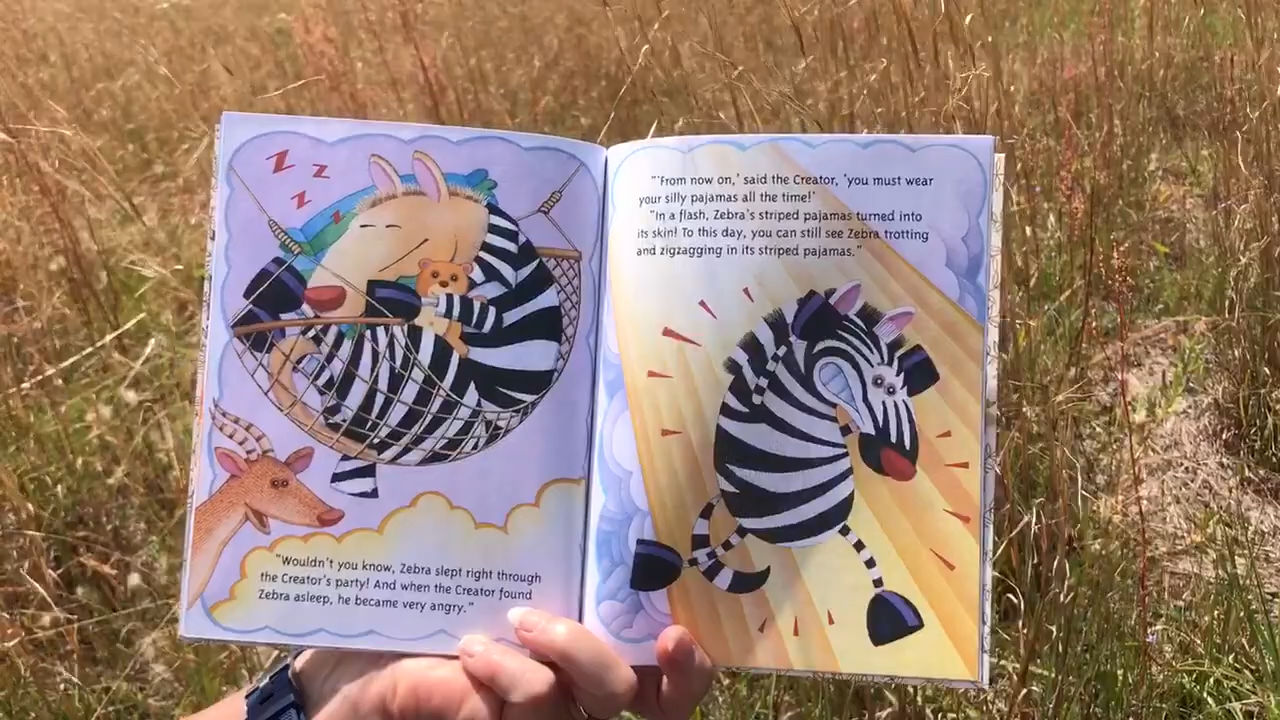 Z Z
Z Z
"Wouldn't you know, Zebra slept right through
the Creator's party! And when the Creator found
Zebra asleep, he became very angry."
"'From now on,' said the Creator, 'you must wear
your silly pajamas all the time!'
"In a flash, Zebra's striped pajamas turned into
its skin! To this day, you can still see Zebra trotting
and zigzagging in its striped pajamas."